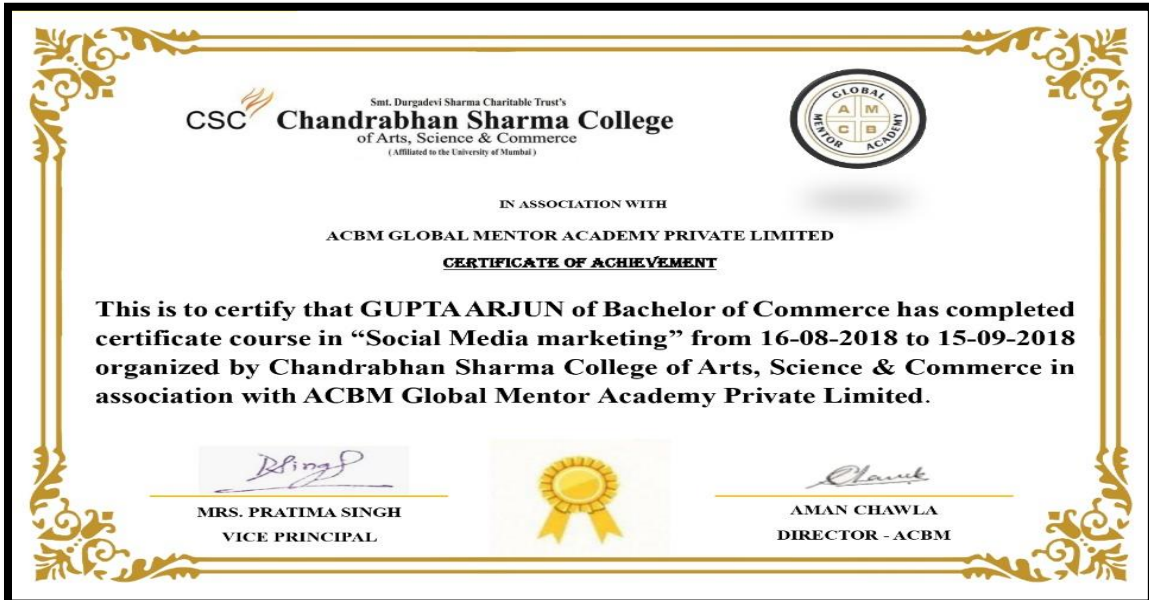 Smt. Durgadevi Sharma Charitable Trust's
CSC Chandrabhan Sharma College
of Arts, Science & Commerce
( Affiliated to the University of Mumbai )
GLOBAL
A M
C B
MENTOR ACADEMY
IN ASSOCIATION WITH
ACBM GLOBAL MENTOR ACADEMY PRIVATE LIMITED
CERTIFICATE OF ACHIEVEMENT
This is to certify that GUPTA ARJUN of Bachelor of Commerce has completed
certificate course in “Social Media marketing” from 16-08-2018 to 15-09-2018
organized by Chandrabhan Sharma College of Arts, Science & Commerce in
association with ACBM Global Mentor Academy Private Limited.
MRS. PRATIMA SINGH
VICE PRINCIPAL
AMAN CHAWLA
DIRECTOR - ACBM